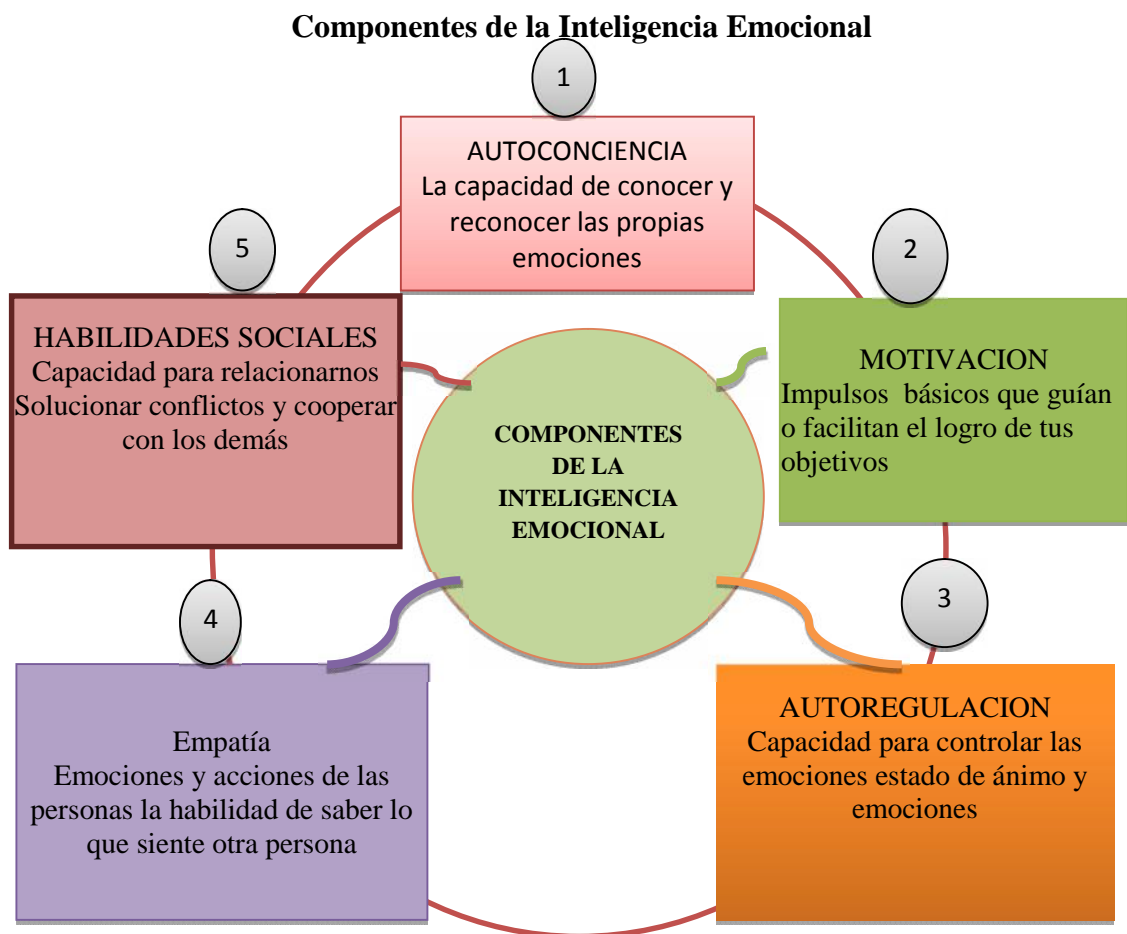 Componentes de la Inteligencia Emocional
1
AUTOCONCIENCIA
La capacidad de conocer y
reconocer las propias
emociones
2
MOTIVACION
Impulsos básicos que guían
o facilitan el logro de tus
objetivos
3
AUTOREGULACION
Capacidad para controlar las
emociones estado de ánimo y
emociones
4
Empatía
Emociones y acciones de las
personas la habilidad de saber lo
que siente otra persona
5
HABILIDADES SOCIALES
Capacidad para relacionarnos
Solucionar conflictos y cooperar
con los demás
COMPONENTES
DE LA
INTELIGENCIA
EMOCIONAL